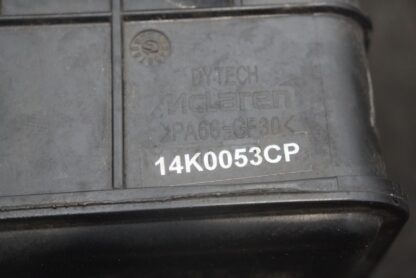 DYTECH
McLaren
>PA66-GF30<
14K0053CP